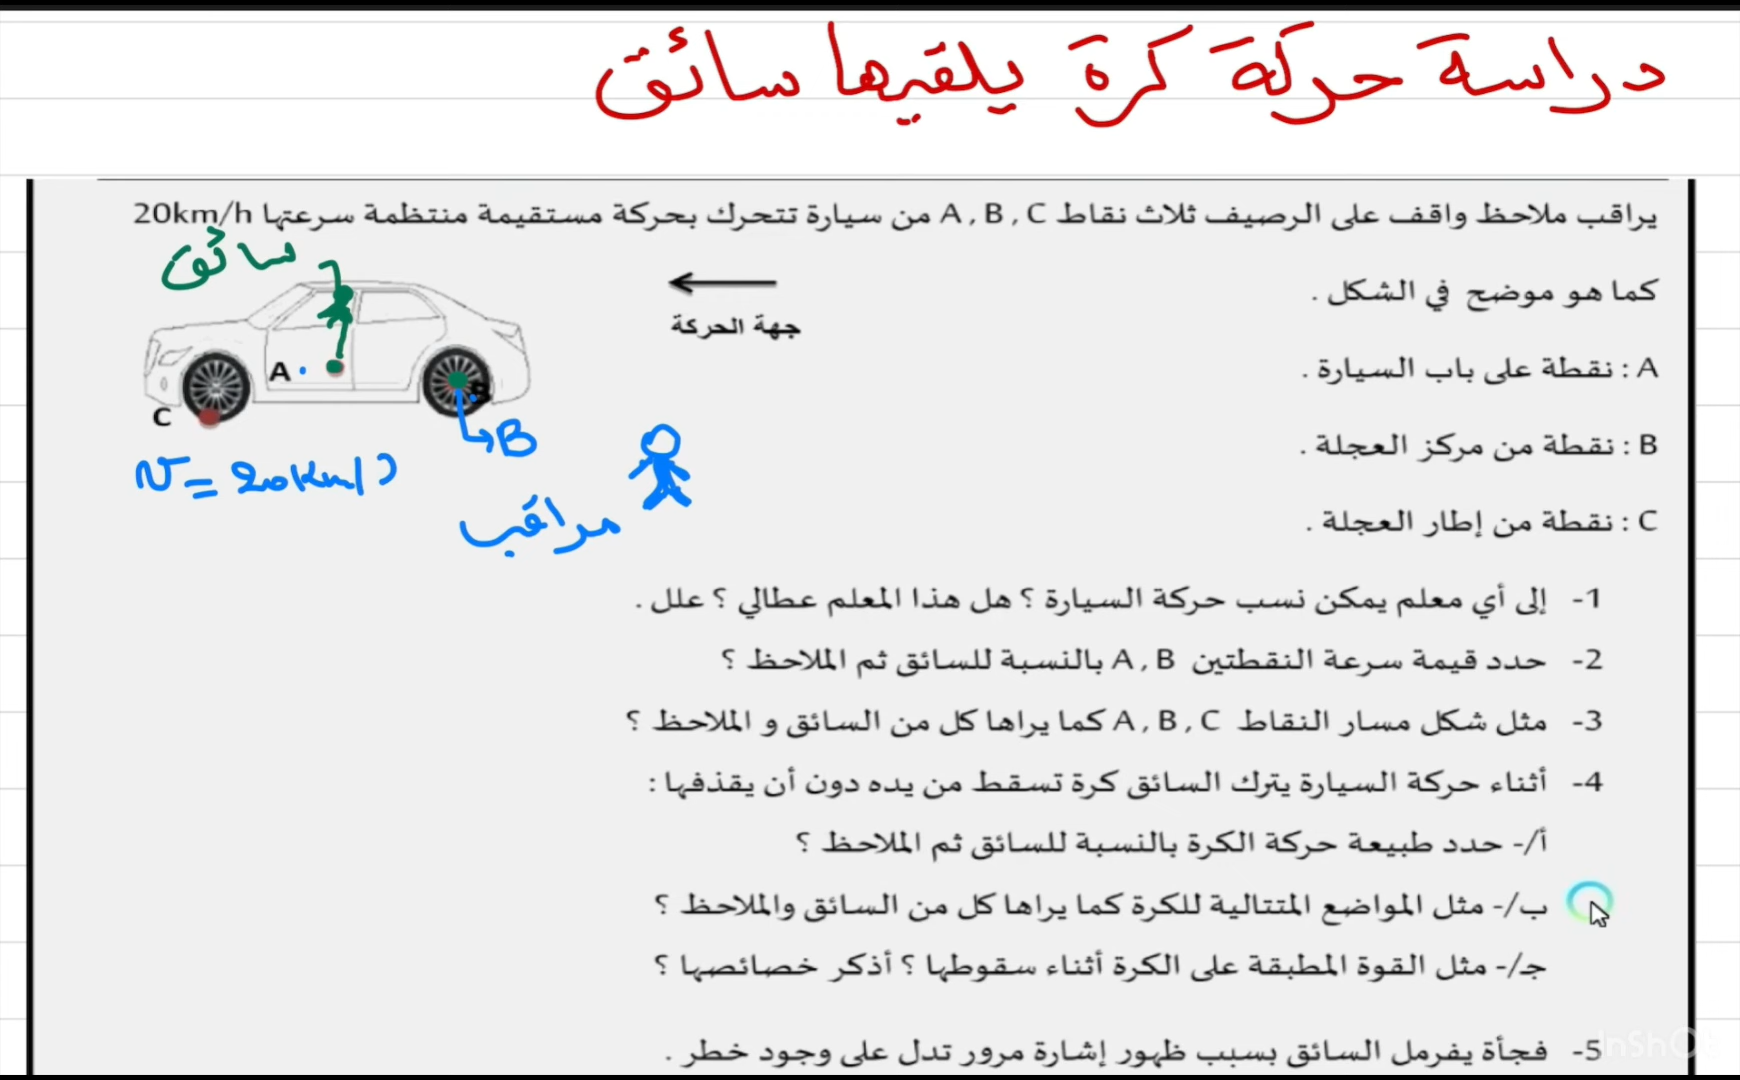 دراسة حركة كرة يلقيها سائق
يراقب ملاحظ واقف على الرصيف ثلاث نقاط A , B , C من سيارة تتحرك بحركة مستقيمة منتظمة سرعتها 20km/h
كما هو موضح في الشكل .
سائق
جهة الحركة
A : نقطة على باب السيارة .
A
B
C
B : نقطة من مركز العجلة .
B
مراقب
C : نقطة من إطار العجلة .
1- إلى أي معلم يمكن نسب حركة السيارة ؟ هل هذا المعلم عطالي ؟ علل .
2- حدد قيمة سرعة النقطتين A , B بالنسبة للسائق ثم الملاحظ ؟
3- مثل شكل مسار النقاط A , B , C كما يراها كل من السائق و الملاحظ ؟
4- أثناء حركة السيارة يترك السائق كرة تسقط من يده دون أن يقذفها :
أ/- حدد طبيعة حركة الكرة بالنسبة للسائق ثم الملاحظ ؟
ب/- مثل المواضع المتتالية للكرة كما يراها كل من السائق والملاحظ ؟
جـ/- مثل القوة المطبقة على الكرة أثناء سقوطها ؟ أذكر خصائصها ؟
5- فجأة يفرمل السائق بسبب ظهور إشارة مرور تدل على وجود خطر .
InShOt